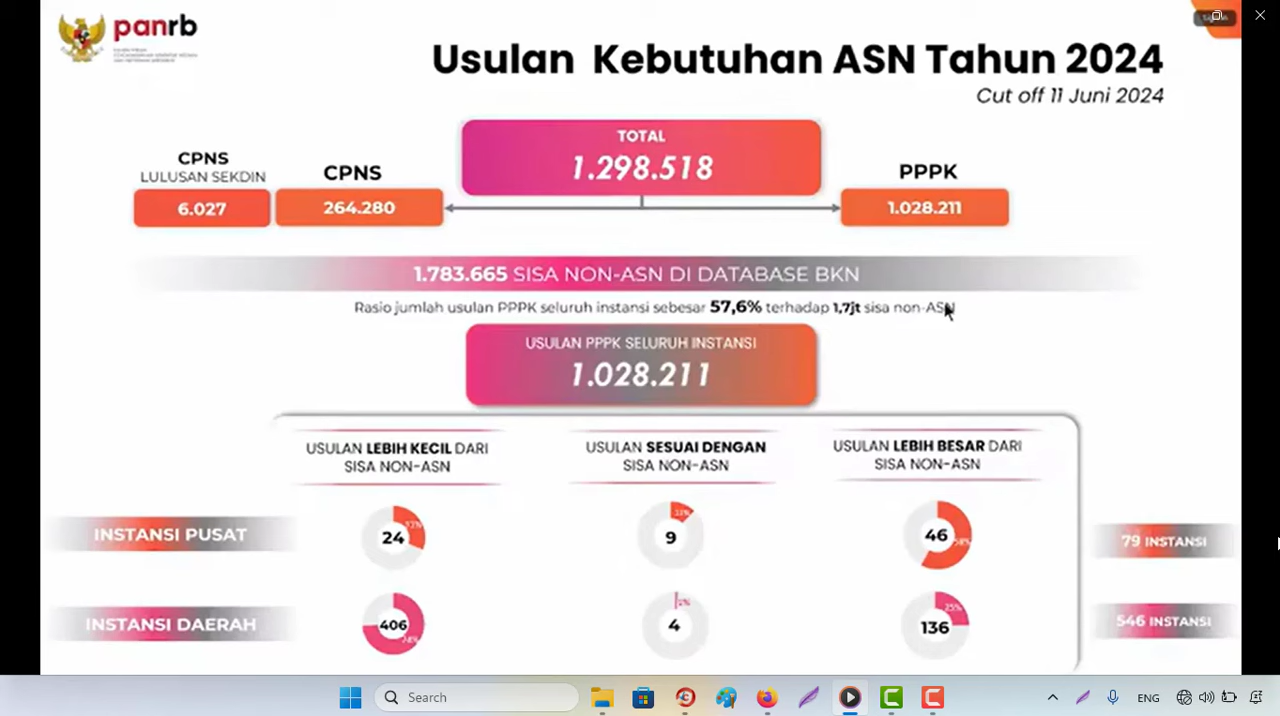 panrb
Usulan Kebutuhan ASN Tahun 2024
Cut off 11 Juni 2024
TOTAL
1.298.518
CPNS
LULUSAN SEKDIN
6.027
CPNS
264.280
PPPK
1.028.211
1.783.665 SISA NON-ASN DI DATABASE BKN
Rasio jumlah usulan PPPK seluruh instansi sebesar 57,6% terhadap 1,7jt sisa non-ASN
USULAN PPPK SELURUH INSTANSI
1.028.211
USULAN LEBIH KECIL DARI
SISA NON-ASN
USULAN SESUAI DENGAN
SISA NON-ASN
USULAN LEBIH BESAR DARI
SISA NON-ASN
INSTANSI PUSAT
24
9
46
58%
79 INSTANSI
INSTANSI DAERAH
406
74%
4
136
25%
546 INSTANSI
Search
ENG